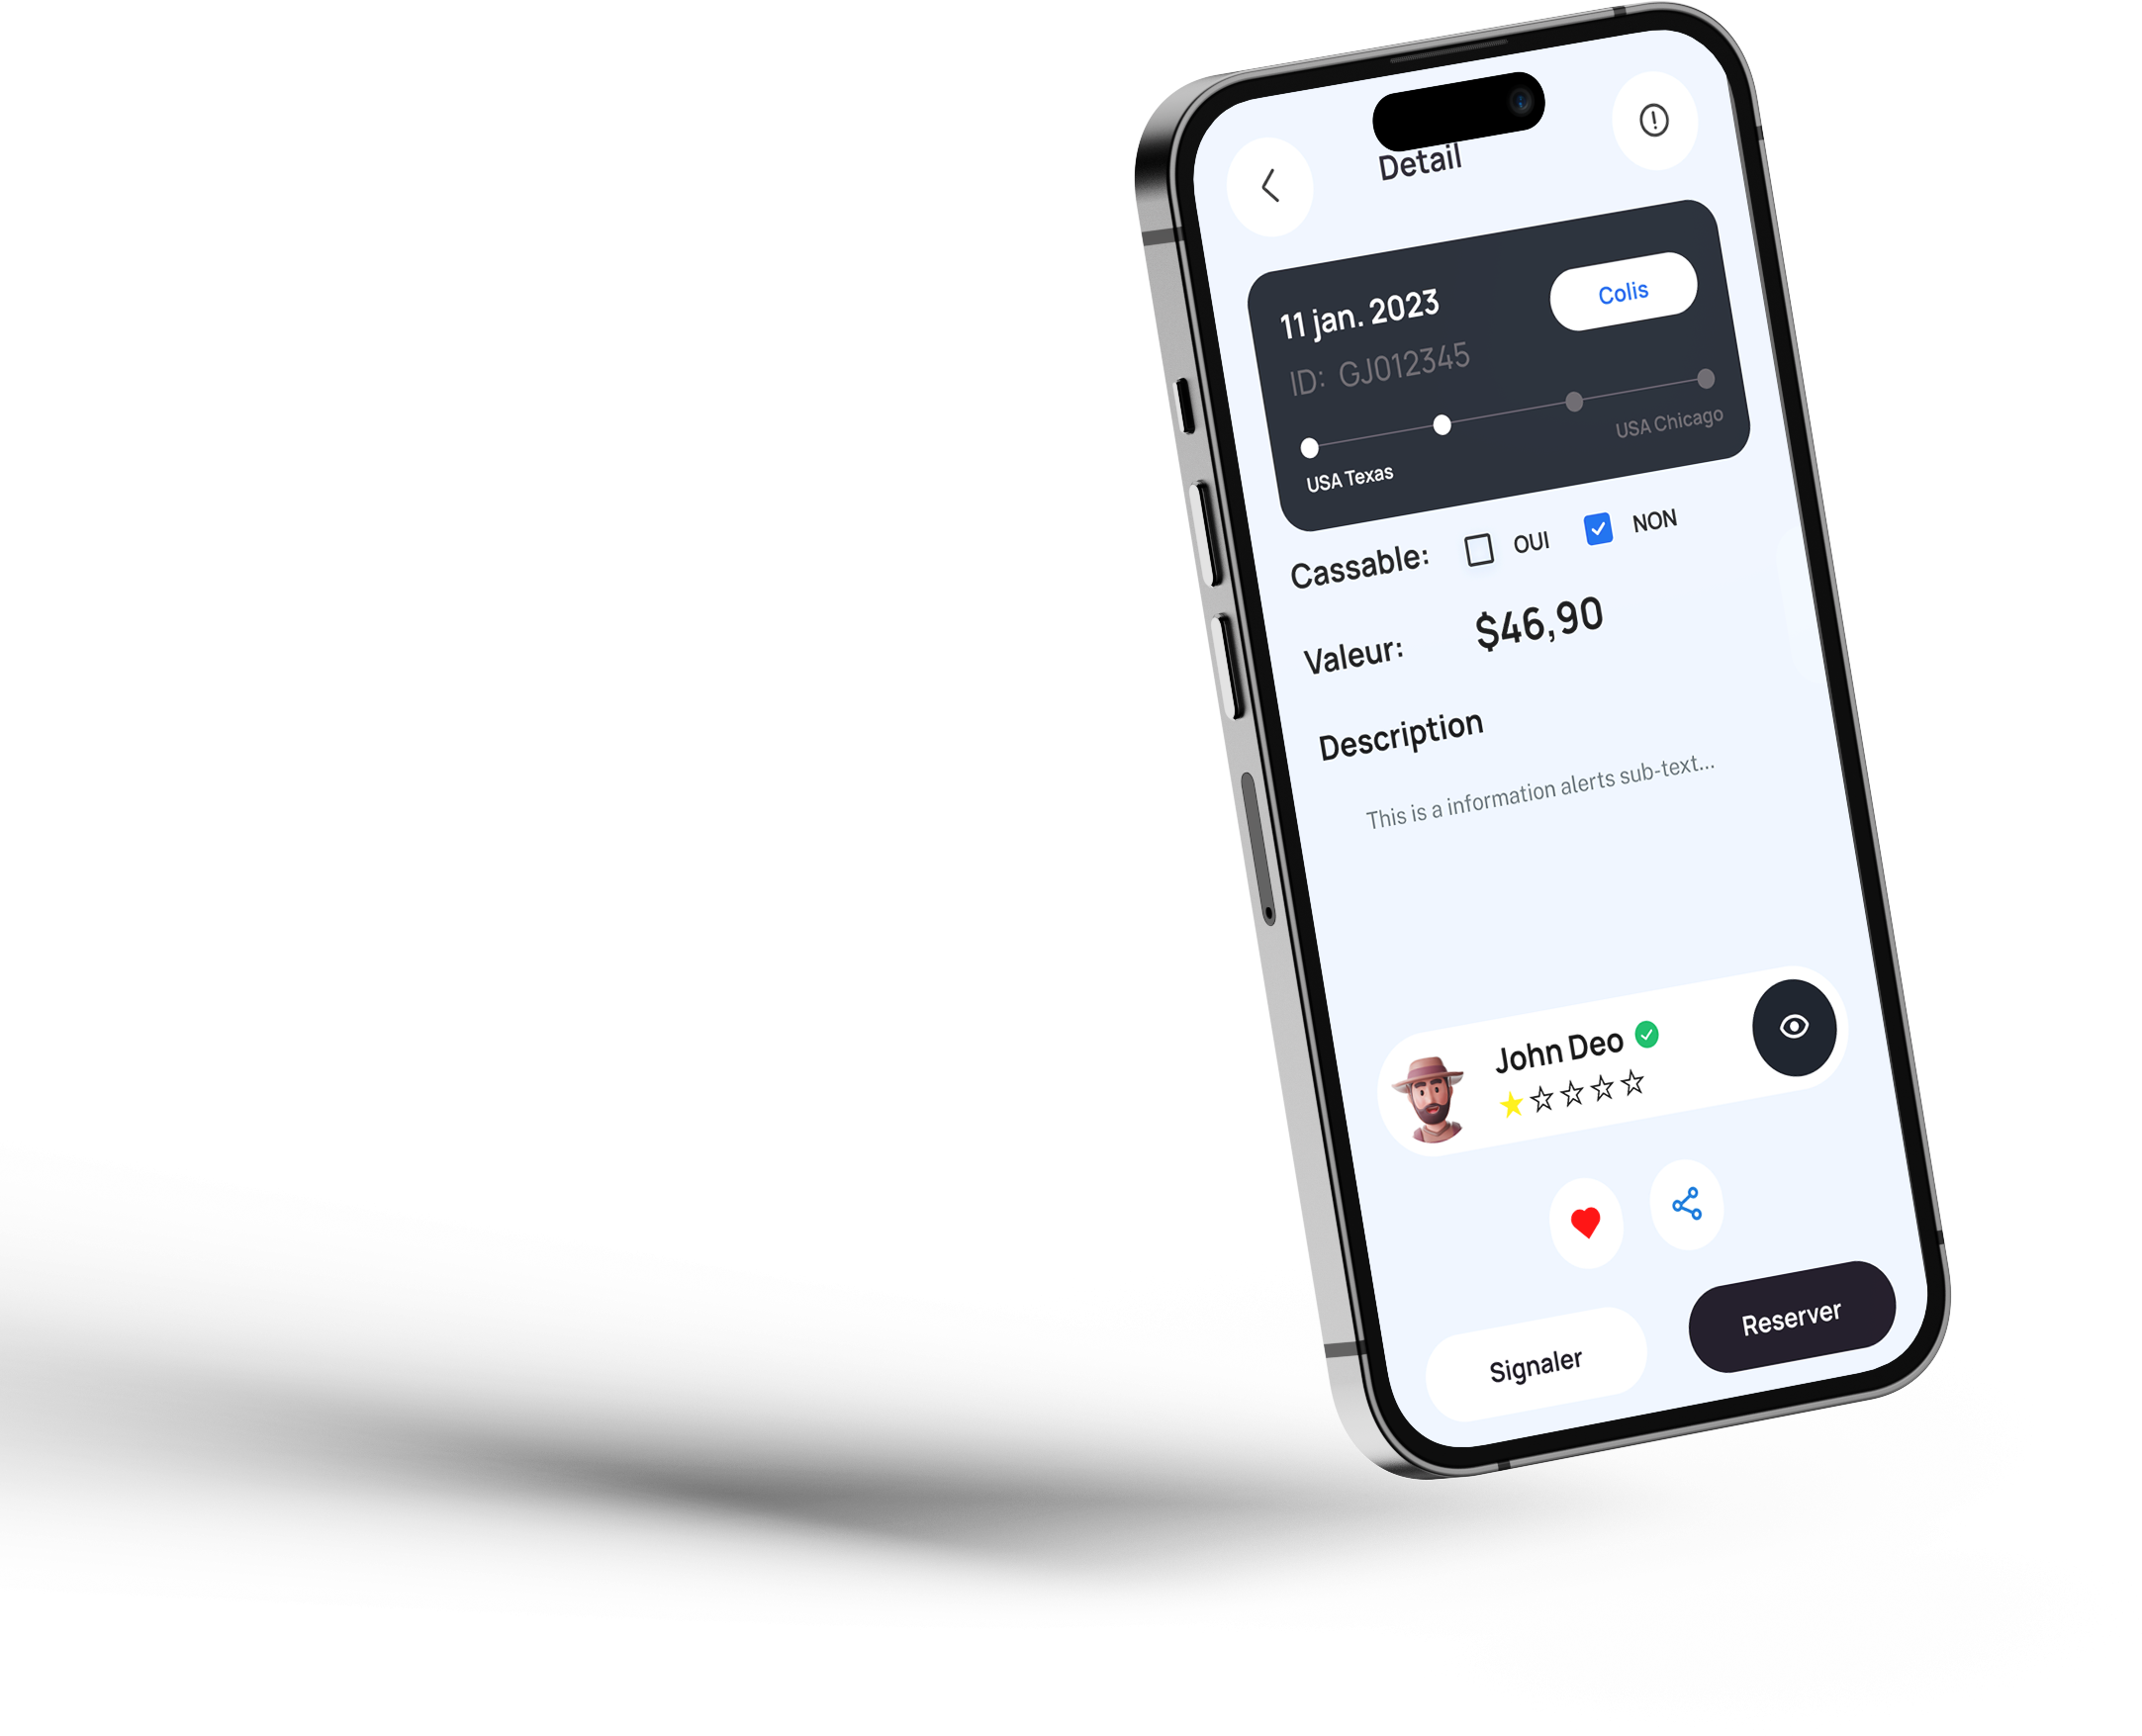 Detail
11 jan. 2023
Colis
ID: GJ012345
USA Texas
USA Chicago
Cassable: OUI NON
Valeur: $46,90
Description
This is a information alerts sub-text...
John Deo
Signaler
Reserver